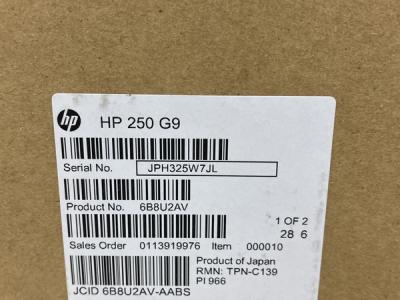 hp HP 250 G9
Serial No. JPH325W7JL
Product No. 6B8U2AV
1 OF 2
28 6
Sales Order 0113919976 Item 000010
Product of Japan
RMN: TPN-C139
PI 966
JCID 6B8U2AV-AABS